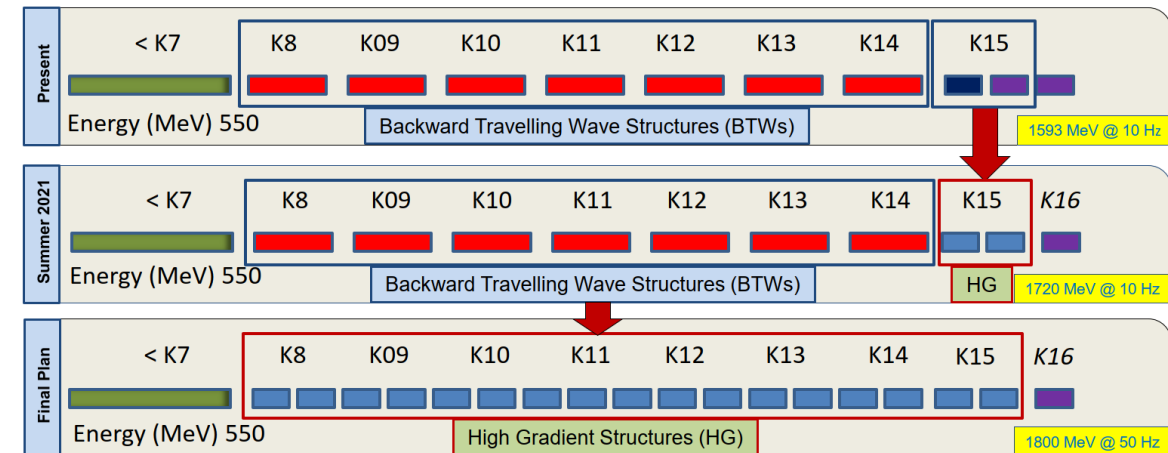 Present
< K7 K8 K09 K10 K11 K12 K13 K14 K15
Energy (MeV) 550
Backward Travelling Wave Structures (BTWs)
1593 MeV @ 10 Hz
Summer 2021
< K7 K8 K09 K10 K11 K12 K13 K14 K15 K16
Energy (MeV) 550
Backward Travelling Wave Structures (BTWs)
HG
1720 MeV @ 10 Hz
Final Plan
< K7 K8 K09 K10 K11 K12 K13 K14 K15 K16
Energy (MeV) 550
High Gradient Structures (HG)
1800 MeV @ 50 Hz